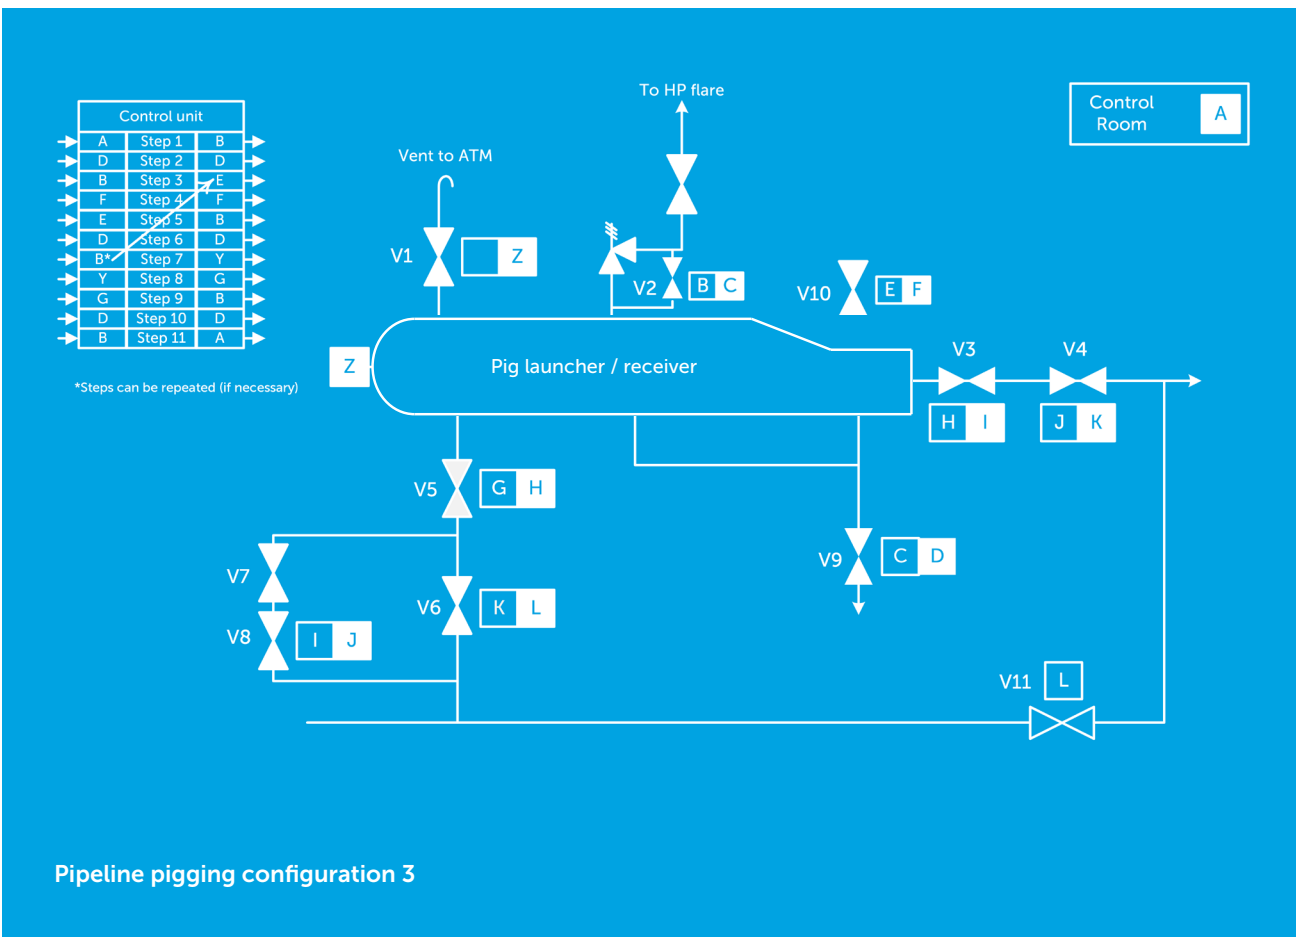 To HP flare
Control
Room
A
Control unit
A Step 1 B
D Step 2 D
B Step 3 E
F Step 4 F
E Step 5 B
D Step 6 D
B* Step 7 Y
Y Step 8 G
G Step 9 B
D Step 10 D
B Step 11 A
*Steps can be repeated (if necessary)
Vent to ATM
V1
Z
V2
B C
V10
E F
Z
Pig launcher / receiver
V3
V4
H I
J K
V5
G H
V9
C D
V7
V6
K L
V8
I J
V11
L
Pipeline pigging configuration 3